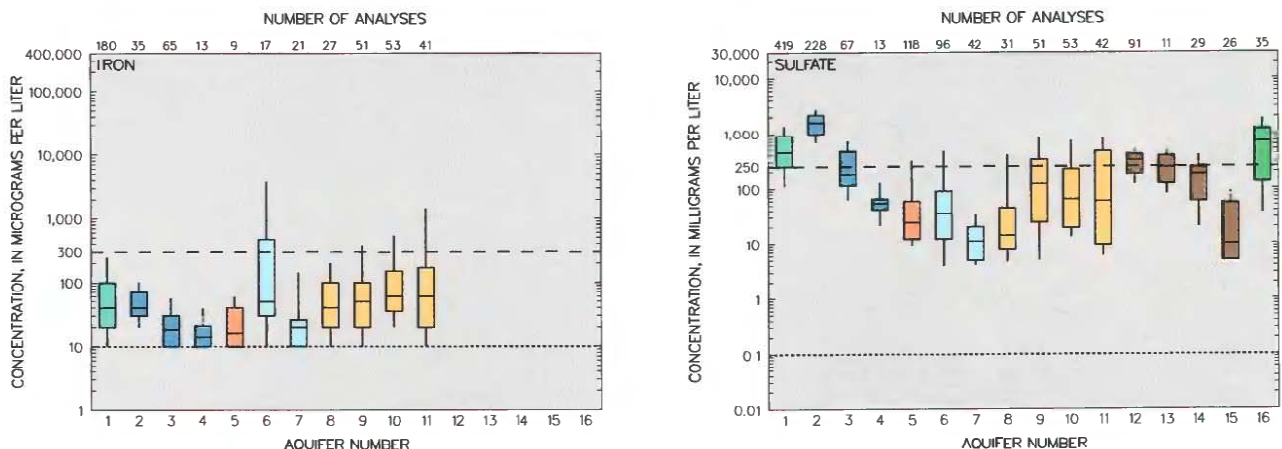 NUMBER OF ANALYSES
180 35 65 13 9 17 21 27 51 53 41
400,000
IRON
100,000
10,000
1,000
300
100
10
1
CONCENTRATION, IN MICROGRAMS PER LITER
1 2 3 4 5 6 7 8 9 10 11 12 13 14 15 16
AQUIFER NUMBER
NUMBER OF ANALYSES
419 228 67 13 118 96 42 31 51 53 42 91 11 29 26 35
30,000
SULFATE
10,000
1,000
250
100
10
1
0.1
0.01
CONCENTRATION, IN MILLIGRAMS PER LITER
1 2 3 4 5 6 7 8 9 10 11 12 13 14 15 16
AQUIFER NUMBER